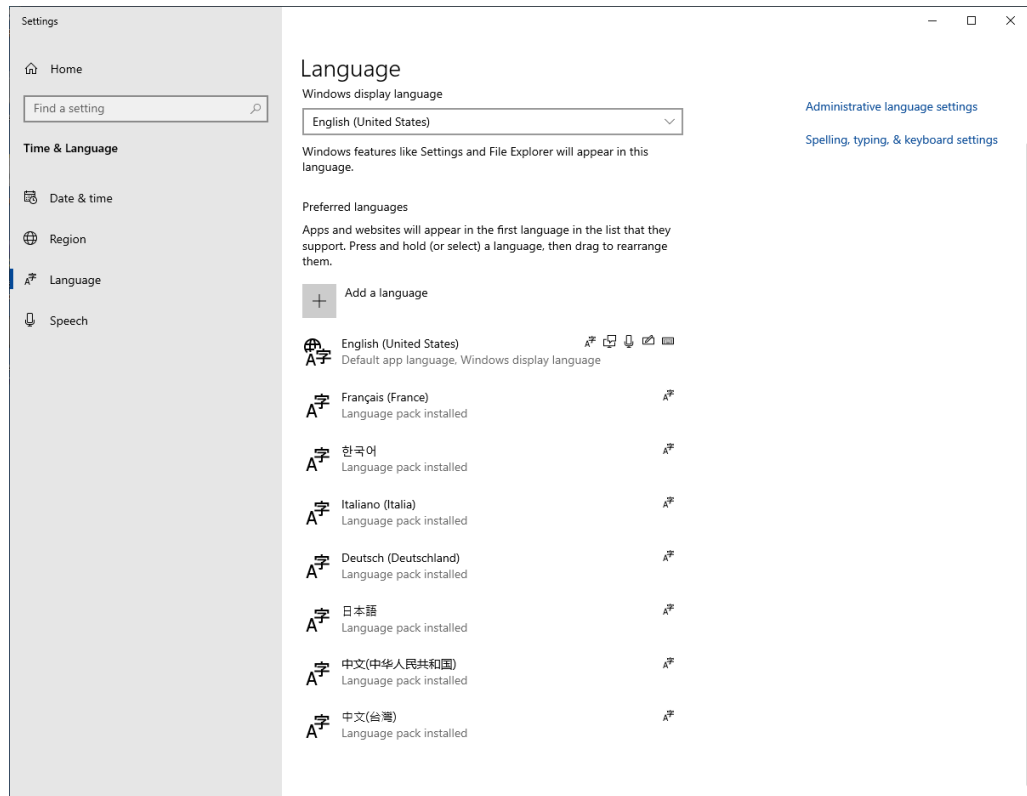 Settings
Home
Find a setting
Time & Language
Date & time
Region
Language
Speech
Language
Windows display language
English (United States)
Windows features like Settings and File Explorer will appear in this
language.
Preferred languages
Apps and websites will appear in the first language in the list that they
support. Press and hold (or select) a language, then drag to rearrange
them.
Add a language
English (United States)
Default app language, Windows display language
Français (France)
Language pack installed
한국어
Language pack installed
Italiano (Italia)
Language pack installed
Deutsch (Deutschland)
Language pack installed
日本語
Language pack installed
中文(中华人民共和国)
Language pack installed
中文(台灣)
Language pack installed
Administrative language settings
Spelling, typing, & keyboard settings